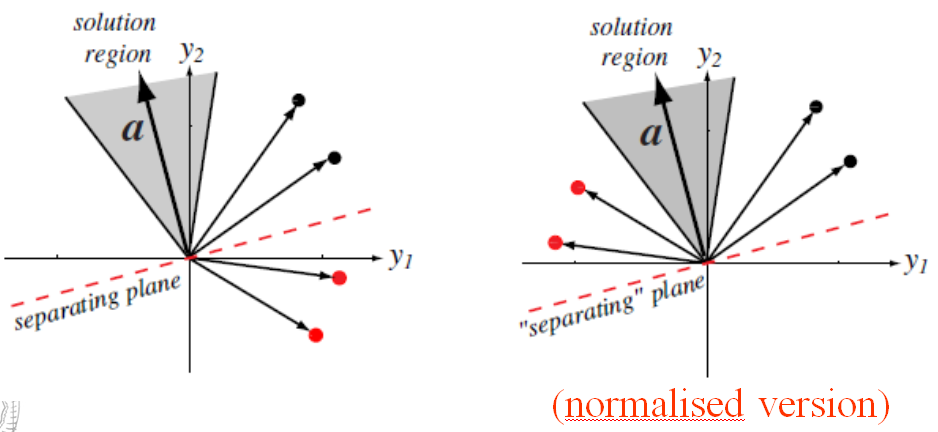 solution
region
y2
a
y1
separating plane
solution
region
y2
a
y1
"separating" plane
(normalised version)